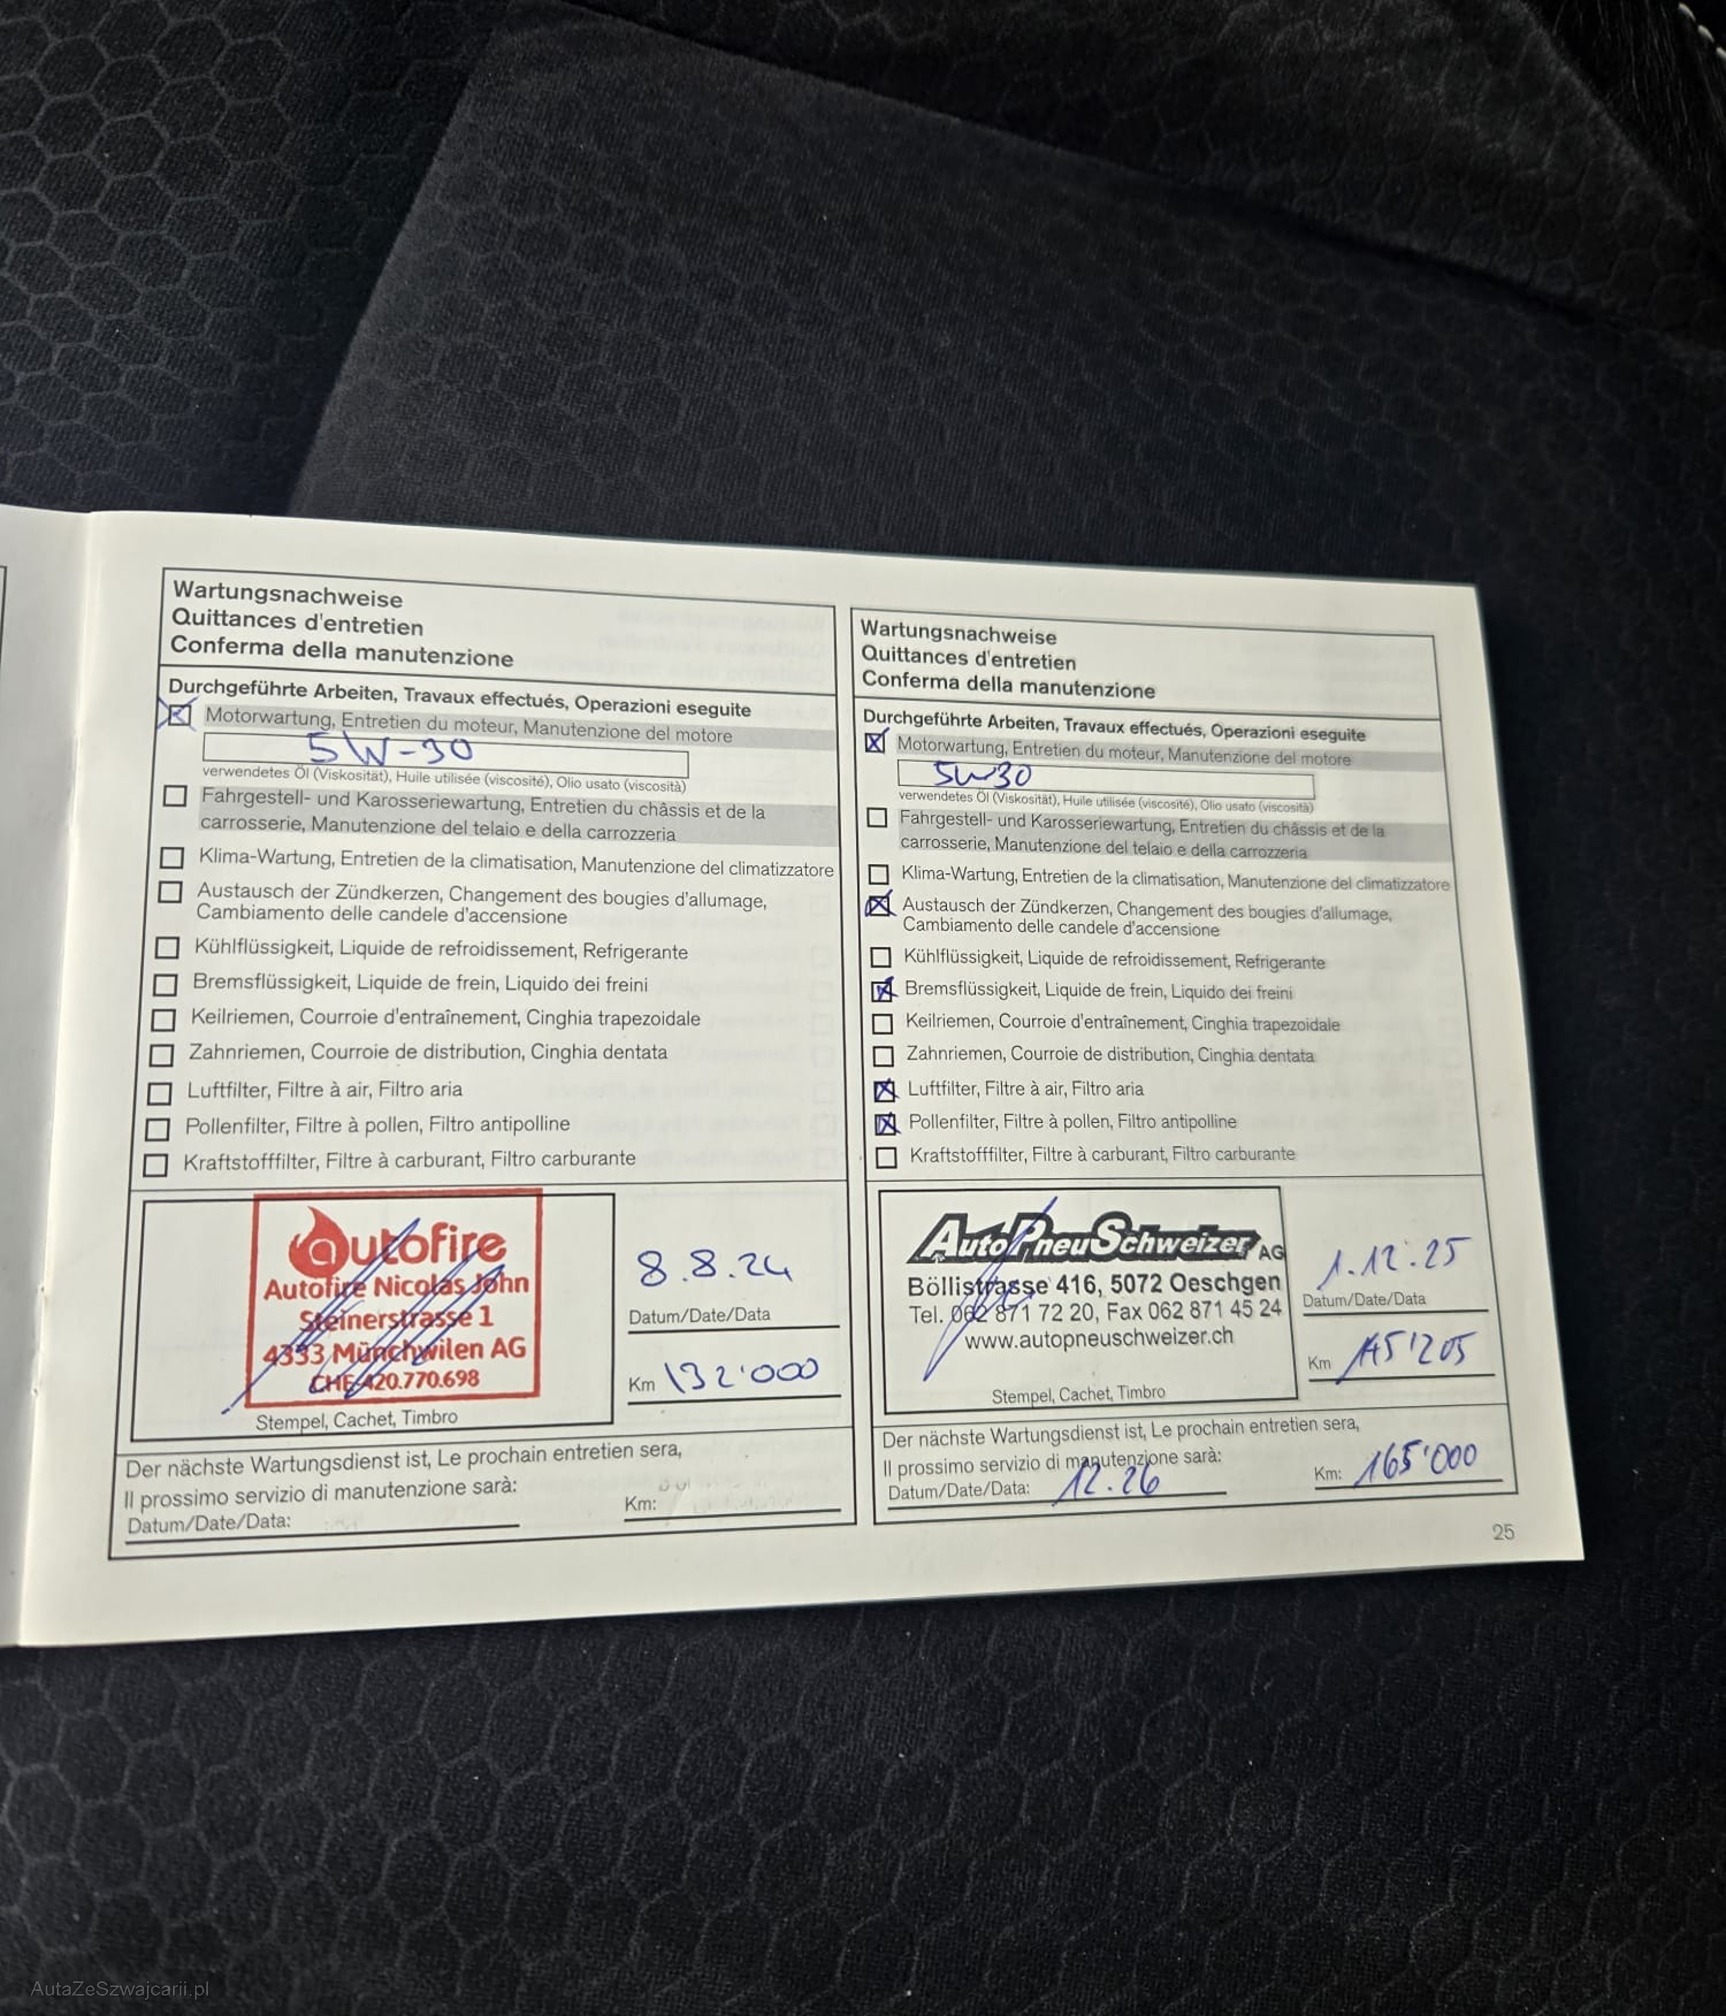 Wartungsnachweise
Quittances d'entretien
Conferma della manutenzione
Durchgeführte Arbeiten, Travaux effectués, Operazioni eseguite
Motorwartung, Entretien du moteur, Manutenzione del motore
5W-30
verwendetes Öl (Viskosität), Huile utilisée (viscosité), Olio usato (viscosità)
Fahrgestell- und Karosseriewartung, Entretien du châssis et de la
carrosserie, Manutenzione del telaio e della carrozzeria
Klima-Wartung, Entretien de la climatisation, Manutenzione del climatizzatore
Austausch der Zündkerzen, Changement des bougies d'allumage,
Cambiamento delle candele d'accensione
Kühlflüssigkeit, Liquide de refroidissement, Refrigerante
Bremsflüssigkeit, Liquide de frein, Liquido dei freini
Keilriemen, Courroie d'entraînement, Cinghia trapezoidale
Zahnriemen, Courroie de distribution, Cinghia dentata
Luftfilter, Filtre à air, Filtro aria
Pollenfilter, Filtre à pollen, Filtro antipolline
Kraftstofffilter, Filtre à carburant, Filtro carburante
autofire
Autofire Nicolas John
Steinerstrasse 1
4333 Münchwilen AG
CHE-420.770.698
Stempel, Cachet, Timbro
8.8.24
Datum/Date/Data
Km 132'000
Der nächste Wartungsdienst ist, Le prochain entretien sera,
Il prossimo servizio di manutenzione sarà:
Datum/Date/Data:
Km:
Wartungsnachweise
Quittances d'entretien
Conferma della manutenzione
Durchgeführte Arbeiten, Travaux effectués, Operazioni eseguite
Motorwartung, Entretien du moteur, Manutenzione del motore
5W30
verwendetes Öl (Viskosität), Huile utilisée (viscosité), Olio usato (viscosità)
Fahrgestell- und Karosseriewartung, Entretien du châssis et de la
carrosserie, Manutenzione del telaio e della carrozzeria
Klima-Wartung, Entretien de la climatisation, Manutenzione del climatizzatore
Austausch der Zündkerzen, Changement des bougies d'allumage,
Cambiamento delle candele d'accensione
Kühlflüssigkeit, Liquide de refroidissement, Refrigerante
Bremsflüssigkeit, Liquide de frein, Liquido dei freini
Keilriemen, Courroie d'entraînement, Cinghia trapezoidale
Zahnriemen, Courroie de distribution, Cinghia dentata
Luftfilter, Filtre à air, Filtro aria
Pollenfilter, Filtre à pollen, Filtro antipolline
Kraftstofffilter, Filtre à carburant, Filtro carburante
AutoPneuSchweizer AG
Böllistrasse 416, 5072 Oeschgen
Tel. 062 871 72 20, Fax 062 871 45 24
www.autopneuschweizer.ch
Stempel, Cachet, Timbro
1.12.25
Datum/Date/Data
Km 145'205
Der nächste Wartungsdienst ist, Le prochain entretien sera,
Il prossimo servizio di manutenzione sarà:
Datum/Date/Data: 12.26
Km: 165'000
25
AutaZeSzwajcarii.pl